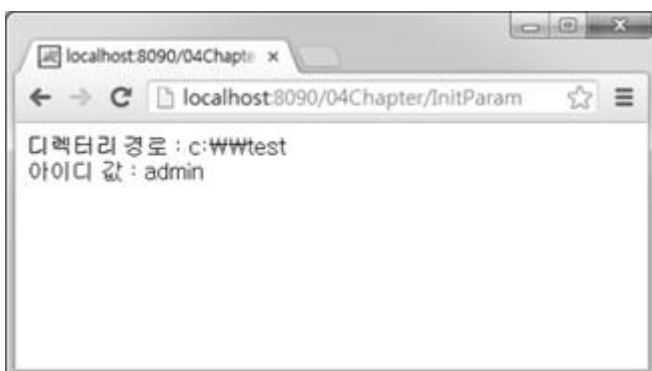 localhost:8090/04Chapte
localhost:8090/04Chapter/InitParam
디렉터리 경로 : c:₩₩test
아이디 값 : admin